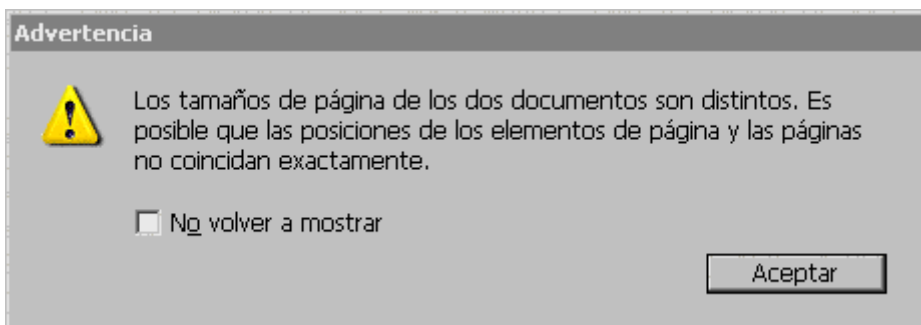 Advertencia
Los tamaños de página de los dos documentos son distintos. Es
posible que las posiciones de los elementos de página y las páginas
no coincidan exactamente.
No volver a mostrar
Aceptar